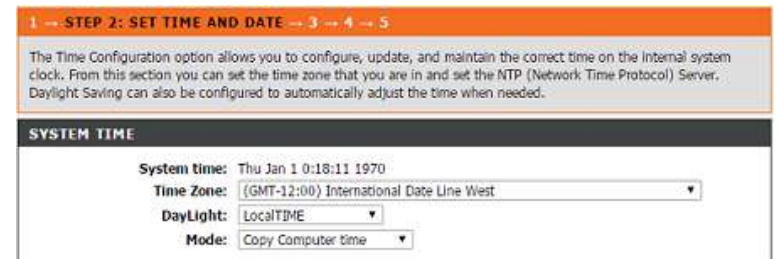 1 → STEP 2: SET TIME AND DATE → 3 → 4 → 5
The Time Configuration option allows you to configure, update, and maintain the correct time on the internal system
clock. From this section you can set the time zone that you are in and set the NTP (Network Time Protocol) Server.
Daylight Saving can also be configured to automatically adjust the time when needed.
SYSTEM TIME
System time: Thu Jan 1 0:18:11 1970
Time Zone: (GMT-12:00) International Date Line West
DayLight: LocalTIME
Mode: Copy Computer time